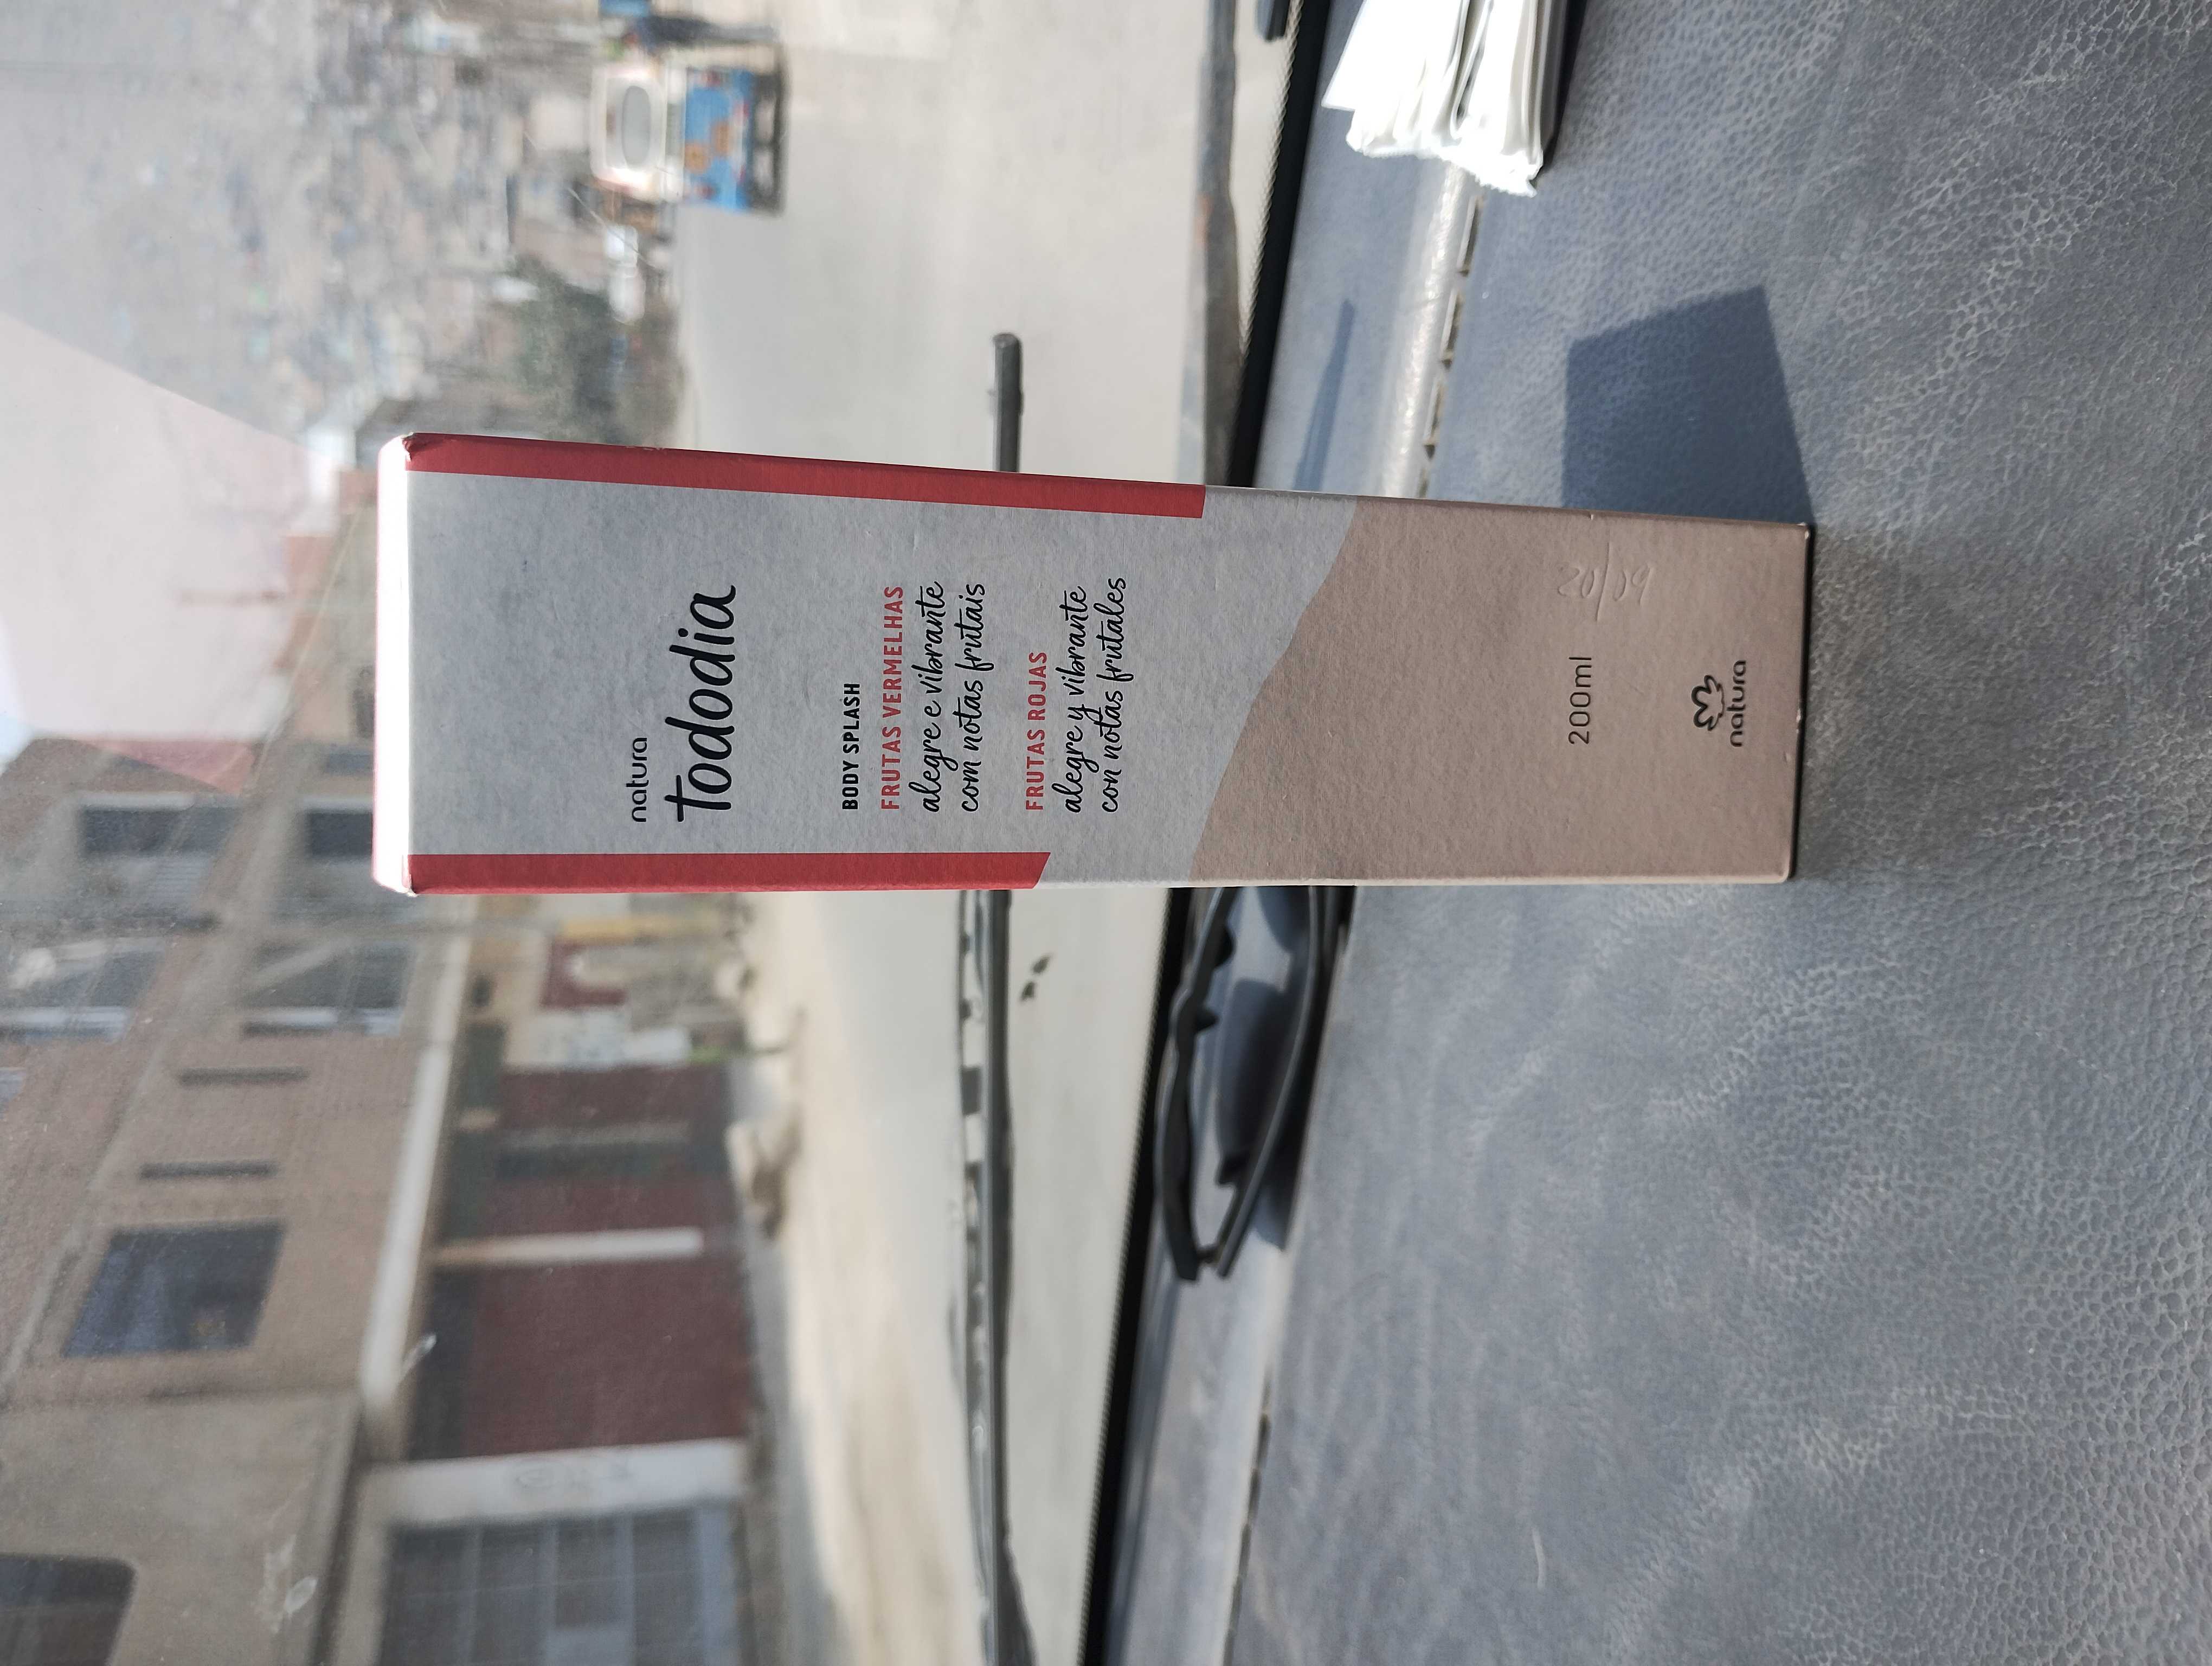 natura
Tododia
BODY SPLASH
FRUTAS VERMELHAS
alegre e vibrante
com notas frutais
FRUTAS ROJAS
alegre y vibrante
con notas frutales
200ml
natura